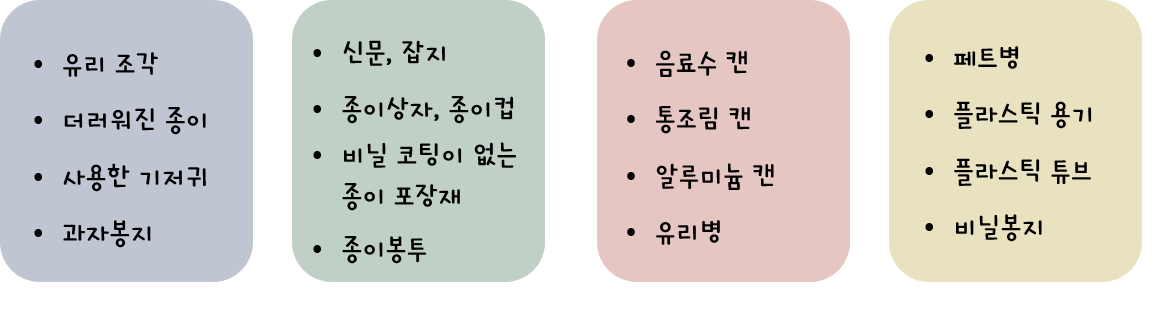 • 유리 조각
• 더러워진 종이
• 사용한 기저귀
• 과자봉지
• 신문, 잡지
• 종이상자, 종이컵
• 비닐 코팅이 없는
종이 포장재
• 종이봉투
• 음료수 캔
• 통조림 캔
• 알루미늄 캔
• 유리병
• 페트병
• 플라스틱 용기
• 플라스틱 튜브
• 비닐봉지